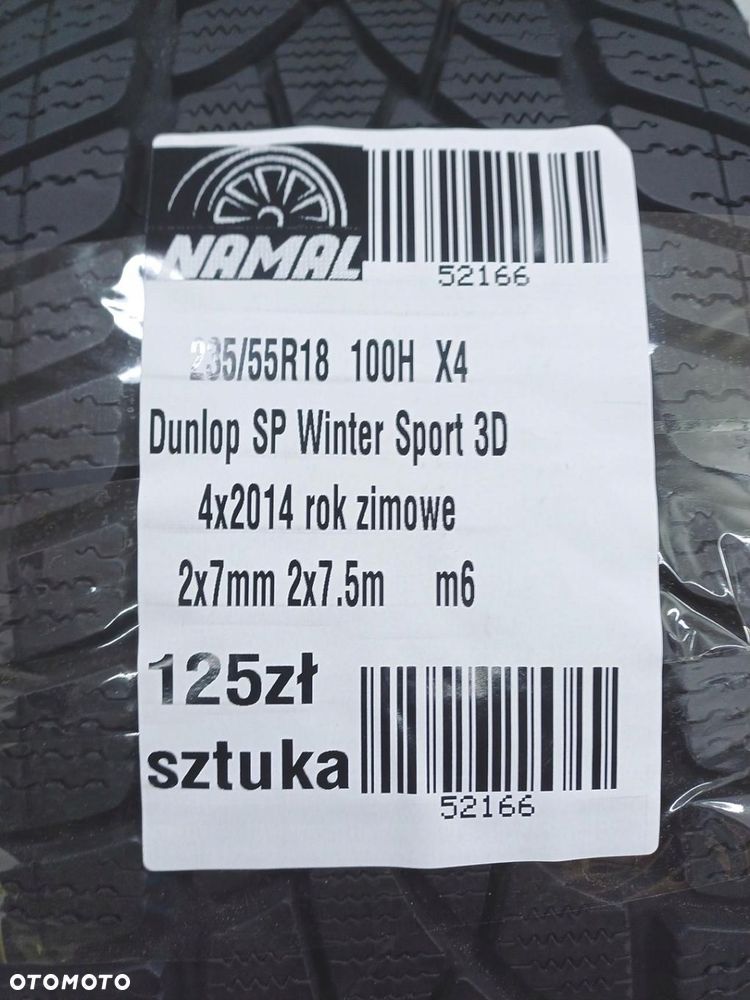 NAMAL
52166
235/55R18 100H X4
Dunlop SP Winter Sport 3D
4x2014 rok zimowe
2x7mm 2x7.5m m6
125zł
sztuka
52166
OTOMOTO